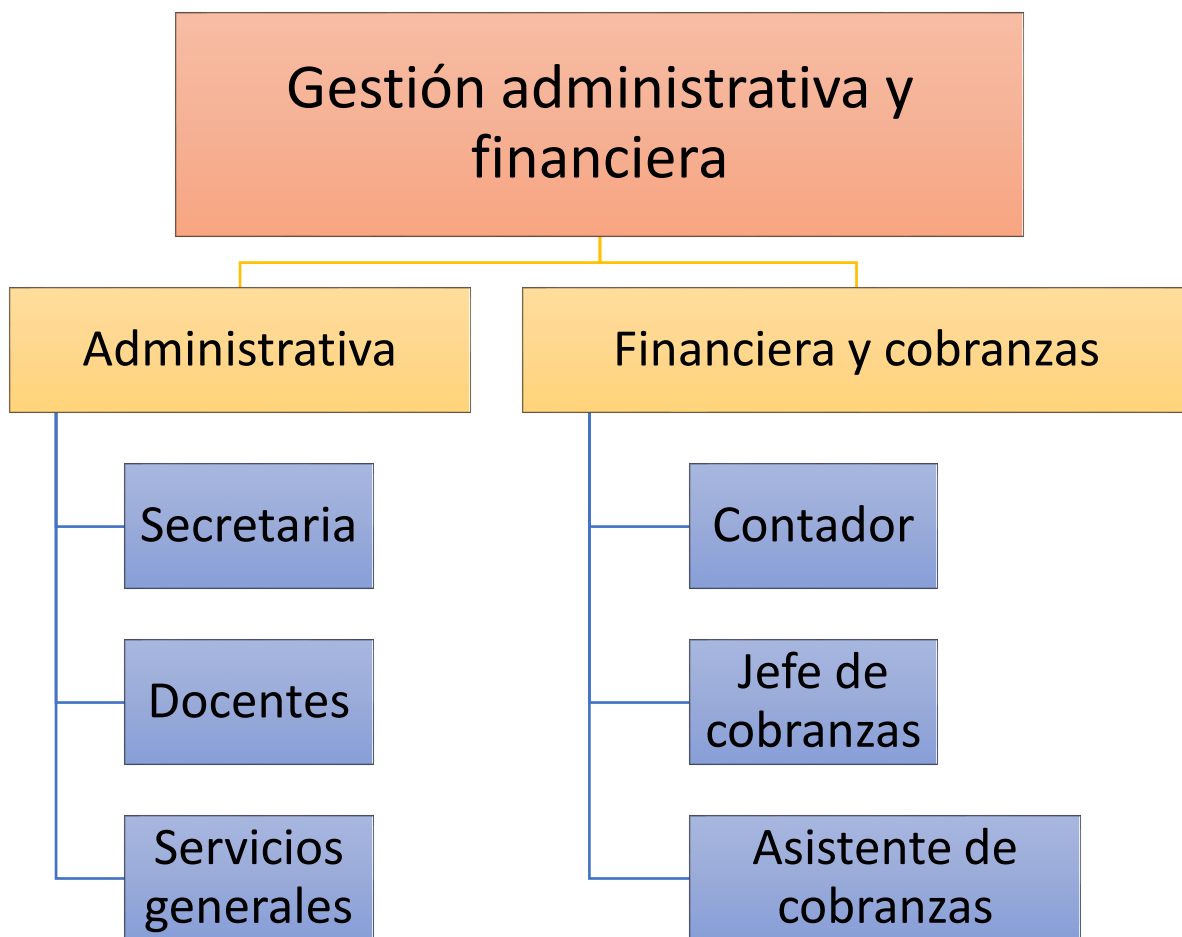 Gestión administrativa y
financiera
Administrativa
Financiera y cobranzas
Secretaria
Contador
Docentes
Jefe de
cobranzas
Servicios
generales
Asistente de
cobranzas